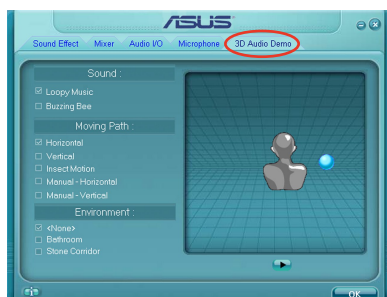 ASUS
Sound Effect Mixer Audio I/O Microphone 3D Audio Demo
Sound :
Loopy Music
Buzzing Bee
Moving Path :
Horizontal
Vertical
Insect Motion
Manual - Horizontal
Manual - Vertical
Environment :
<None>
Bathroom
Stone Corridor
OK